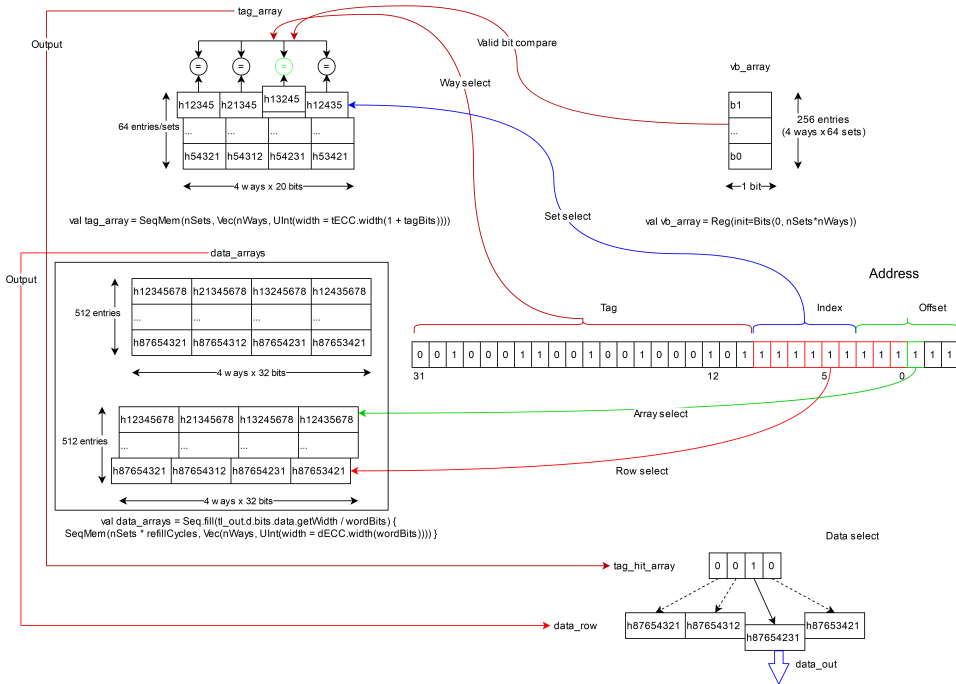 tag_array
Output
Valid bit compare
= = = =
Way select
vb_array
h12345 h21345 h13245 h12435
64 entries/sets
... ... ... ...
h54321 h54312 h54231 h53421
b1
...
b0
256 entries
(4 ways x 64 sets)
4 ways x 20 bits
1 bit
Set select
val tag_array = SeqMem(nSets, Vec(nWays, UInt(width = tECC.width(1 + tagBits))))
val vb_array = Reg(init=Bits(0, nSets*nWays))
data_arrays
Output
Address
h12345678 h21345678 h13245678 h12435678
512 entries
... ... ... ...
h87654321 h87654312 h87654231 h87653421
4 ways x 32 bits
Tag
Index
Offset
0 0 1 0 0 0 1 1 0 0 1 0 0 1 0 0 0 1 0 1 1 1 1 1 1 1 1 1 1 1 1 1
31
12
5
0
h12345678 h21345678 h13245678 h12435678
512 entries
... ... ... ...
h87654321 h87654312 h87654231 h87653421
Array select
Row select
4 ways x 32 bits
val data_arrays = Seq.fill(tl_out.d.bits.data.getWidth / wordBits) {
SeqMem(nSets * refillCycles, Vec(nWays, UInt(width = dECC.width(wordBits)))) }
Data select
tag_hit_array
0 0 1 0
data_row
h87654321 h87654312 h87654231 h87653421
data_out